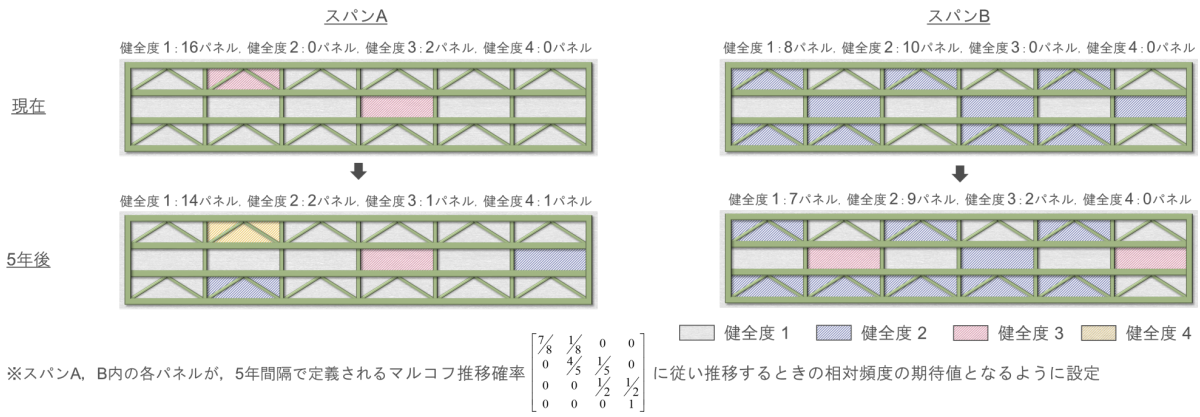 スパンA
スパンB
健全度1:16パネル, 健全度2:0パネル, 健全度3:2パネル, 健全度4:0パネル
健全度1:8パネル, 健全度2:10パネル, 健全度3:0パネル, 健全度4:0パネル
現在
健全度1:14パネル, 健全度2:2パネル, 健全度3:1パネル, 健全度4:1パネル
健全度1:7パネル, 健全度2:9パネル, 健全度3:2パネル, 健全度4:0パネル
5年後
健全度1 健全度2 健全度3 健全度4
※スパンA, B内の各パネルが, 5年間隔で定義されるマルコフ推移確率
7/8 1/8 0 0
0 4/5 1/5 0
0 0 1/2 1/2
0 0 0 1
に従い推移するときの相対頻度の期待値となるように設定